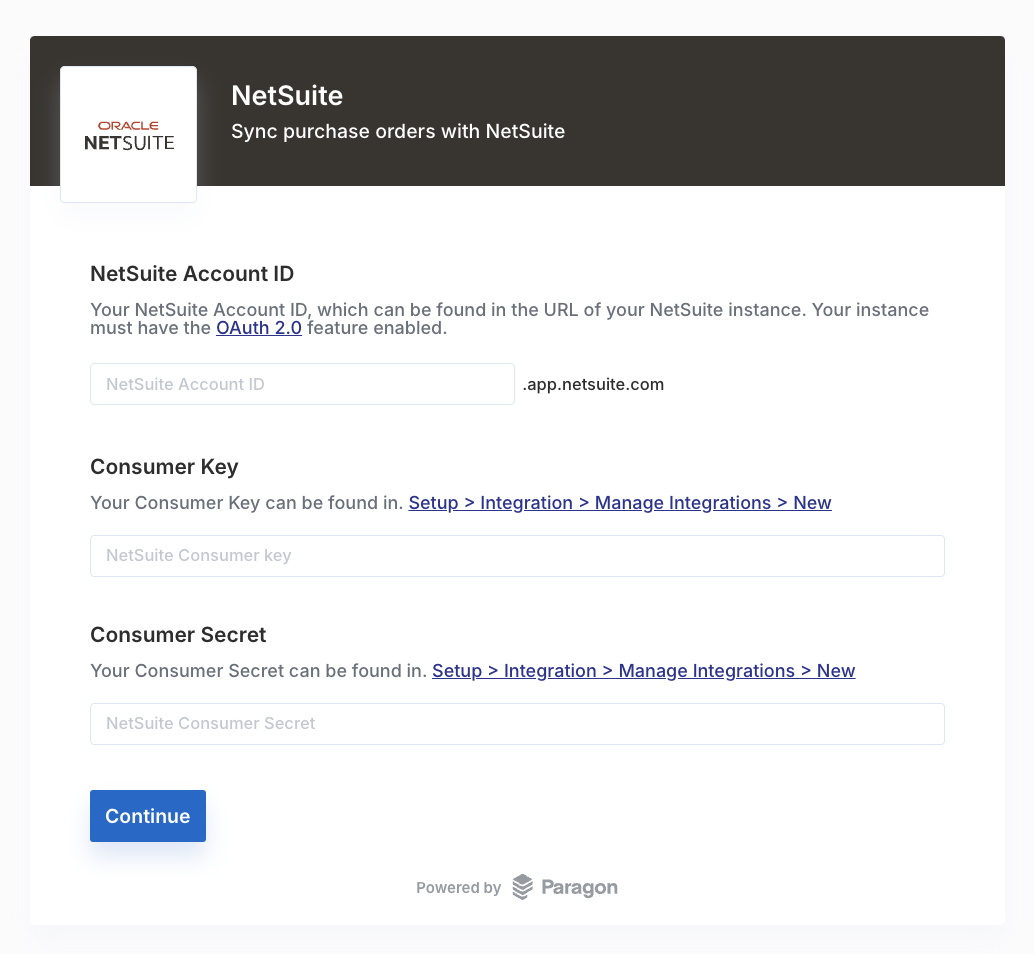 ORACLE
NETSUITE
NetSuite
Sync purchase orders with NetSuite
NetSuite Account ID
Your NetSuite Account ID, which can be found in the URL of your NetSuite instance. Your instance
must have the OAuth 2.0 feature enabled.
NetSuite Account ID
.app.netsuite.com
Consumer Key
Your Consumer Key can be found in. Setup > Integration > Manage Integrations > New
NetSuite Consumer key
Consumer Secret
Your Consumer Secret can be found in. Setup > Integration > Manage Integrations > New
NetSuite Consumer Secret
Continue
Powered by Paragon